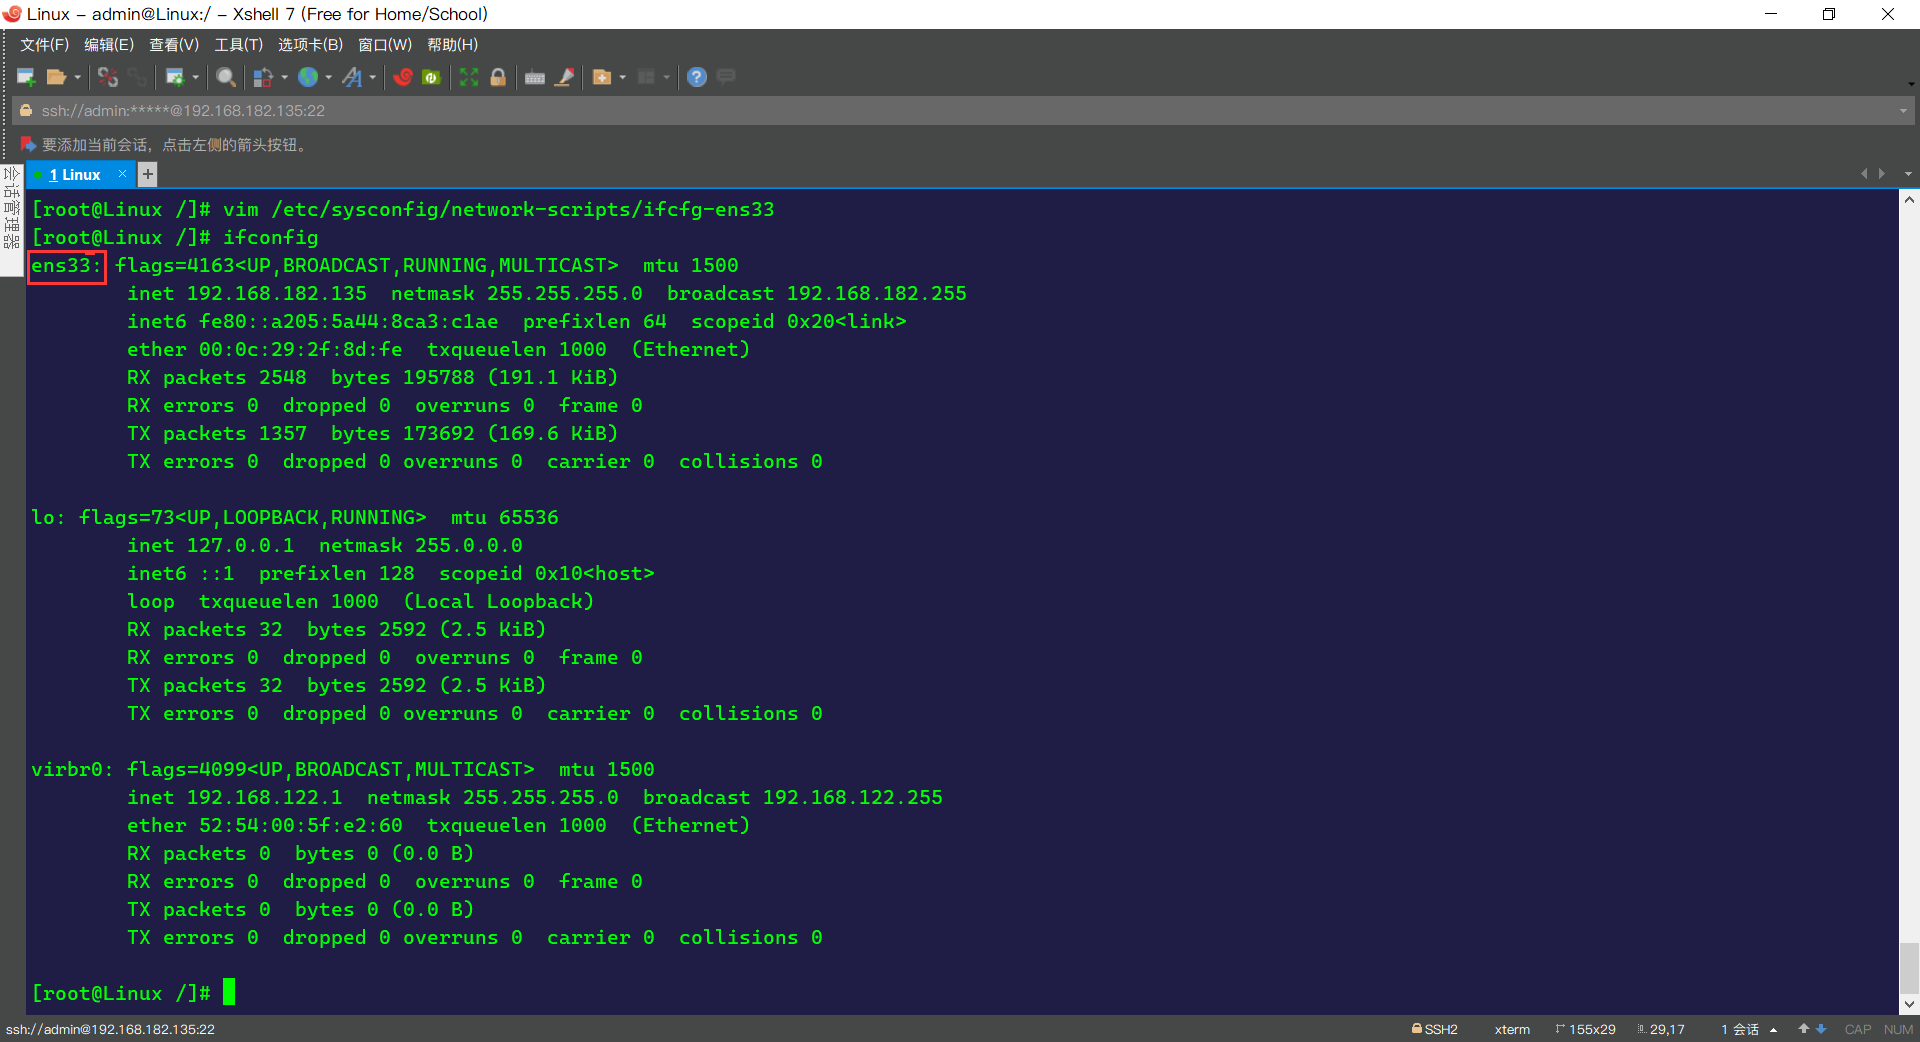 Linux - admin@Linux:/ - Xshell 7 (Free for Home/School)
文件(F) 编辑(E) 查看(V) 工具(T) 选项卡(B) 窗口(W) 帮助(H)
ssh://admin:*****@192.168.182.135:22
要添加当前会话，点击左侧的箭头按钮。
会话管理器
1 Linux × +
[root@Linux /]# vim /etc/sysconfig/network-scripts/ifcfg-ens33
[root@Linux /]# ifconfig
ens33: flags=4163<UP,BROADCAST,RUNNING,MULTICAST>  mtu 1500
        inet 192.168.182.135  netmask 255.255.255.0  broadcast 192.168.182.255
        inet6 fe80::a205:5a44:8ca3:c1ae  prefixlen 64  scopeid 0x20<link>
        ether 00:0c:29:2f:8d:fe  txqueuelen 1000  (Ethernet)
        RX packets 2548  bytes 195788 (191.1 KiB)
        RX errors 0  dropped 0  overruns 0  frame 0
        TX packets 1357  bytes 173692 (169.6 KiB)
        TX errors 0  dropped 0 overruns 0  carrier 0  collisions 0
lo: flags=73<UP,LOOPBACK,RUNNING>  mtu 65536
        inet 127.0.0.1  netmask 255.0.0.0
        inet6 ::1  prefixlen 128  scopeid 0x10<host>
        loop  txqueuelen 1000  (Local Loopback)
        RX packets 32  bytes 2592 (2.5 KiB)
        RX errors 0  dropped 0  overruns 0  frame 0
        TX packets 32  bytes 2592 (2.5 KiB)
        TX errors 0  dropped 0 overruns 0  carrier 0  collisions 0
virbr0: flags=4099<UP,BROADCAST,MULTICAST>  mtu 1500
        inet 192.168.122.1  netmask 255.255.255.0  broadcast 192.168.122.255
        ether 52:54:00:5f:e2:60  txqueuelen 1000  (Ethernet)
        RX packets 0  bytes 0 (0.0 B)
        RX errors 0  dropped 0  overruns 0  frame 0
        TX packets 0  bytes 0 (0.0 B)
        TX errors 0  dropped 0 overruns 0  carrier 0  collisions 0
[root@Linux /]#
ssh://admin@192.168.182.135:22 SSH2 xterm 155x29 29,17 1 会话 CAP NUM